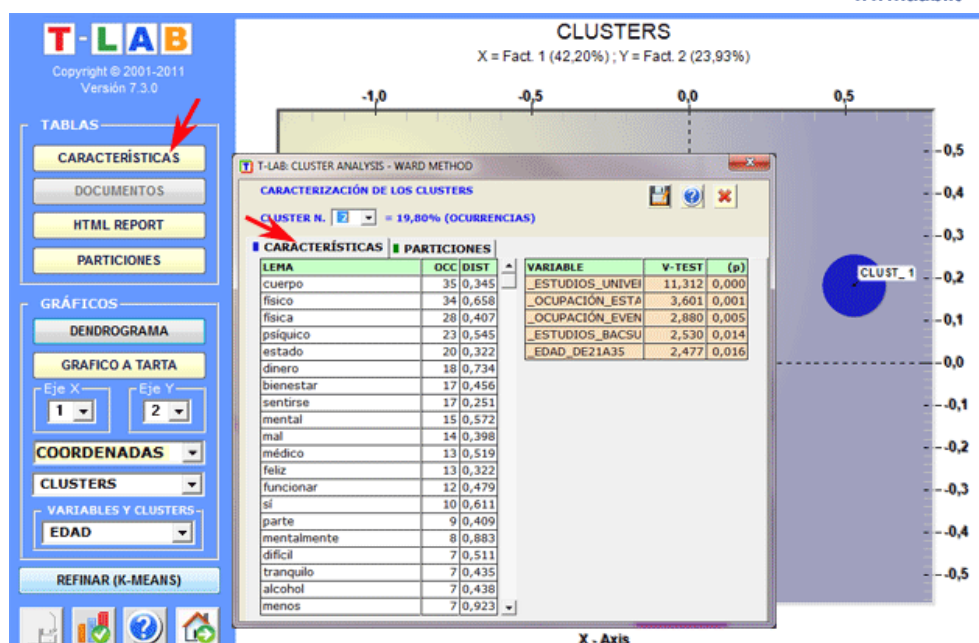 T-LAB
Copyright © 2001-2011
Versión 7.3.0
TABLAS
CARACTERÍSTICAS
DOCUMENTOS
HTML REPORT
PARTICIONES
GRÁFICOS
DENDROGRAMA
GRAFICO A TARTA
Eje X Eje Y
1 2
COORDENADAS
CLUSTERS
VARIABLES Y CLUSTERS
EDAD
REFINAR (K-MEANS)
CLUSTERS
X = Fact. 1 (42,20%) ; Y = Fact. 2 (23,93%)
-1,0 -0,5 0,0 0,5
T-LAB: CLUSTER ANALYSIS - WARD METHOD
CARACTERIZACIÓN DE LOS CLUSTERS
CLUSTER N. 2 = 19,80% (OCURRENCIAS)
CARACTERÍSTICAS PARTICIONES
LEMA OCC DIST
cuerpo 35 0,345
físico 34 0,658
física 28 0,407
psíquico 23 0,545
estado 20 0,322
dinero 18 0,734
bienestar 17 0,456
sentirse 17 0,251
mental 15 0,572
mal 14 0,398
médico 13 0,519
feliz 13 0,322
funcionar 12 0,479
sí 10 0,611
parte 9 0,409
mentalmente 8 0,883
difícil 7 0,511
tranquilo 7 0,435
alcohol 7 0,438
menos 7 0,923
VARIABLE V-TEST (p)
_ESTUDIOS_UNIVEI 11,312 0,000
_OCUPACIÓN_ESTA 3,601 0,001
_OCUPACIÓN_EVEN 2,880 0,005
_ESTUDIOS_BACSU 2,530 0,014
_EDAD_DE21A35 2,477 0,016
CLUST_1
-0,5
-0,4
-0,3
-0,2
-0,1
-0,0
-0,1
-0,2
-0,3
-0,4
-0,5
X - Axis